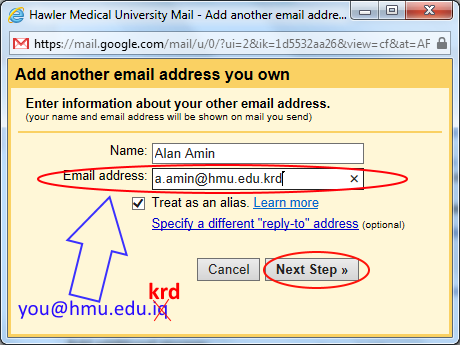 Hawler Medical University Mail - Add another email addre...
https://mail.google.com/mail/u/0/?ui=2&ik=1d5532aa26&view=cf&at=AF
Add another email address you own
Enter information about your other email address.
(your name and email address will be shown on mail you send)
Name: Alan Amin
Email address: a.amin@hmu.edu.krd ×
Treat as an alias. Learn more
Specify a different "reply-to" address (optional)
Cancel Next Step »
krd
you@hmu.edu.iq